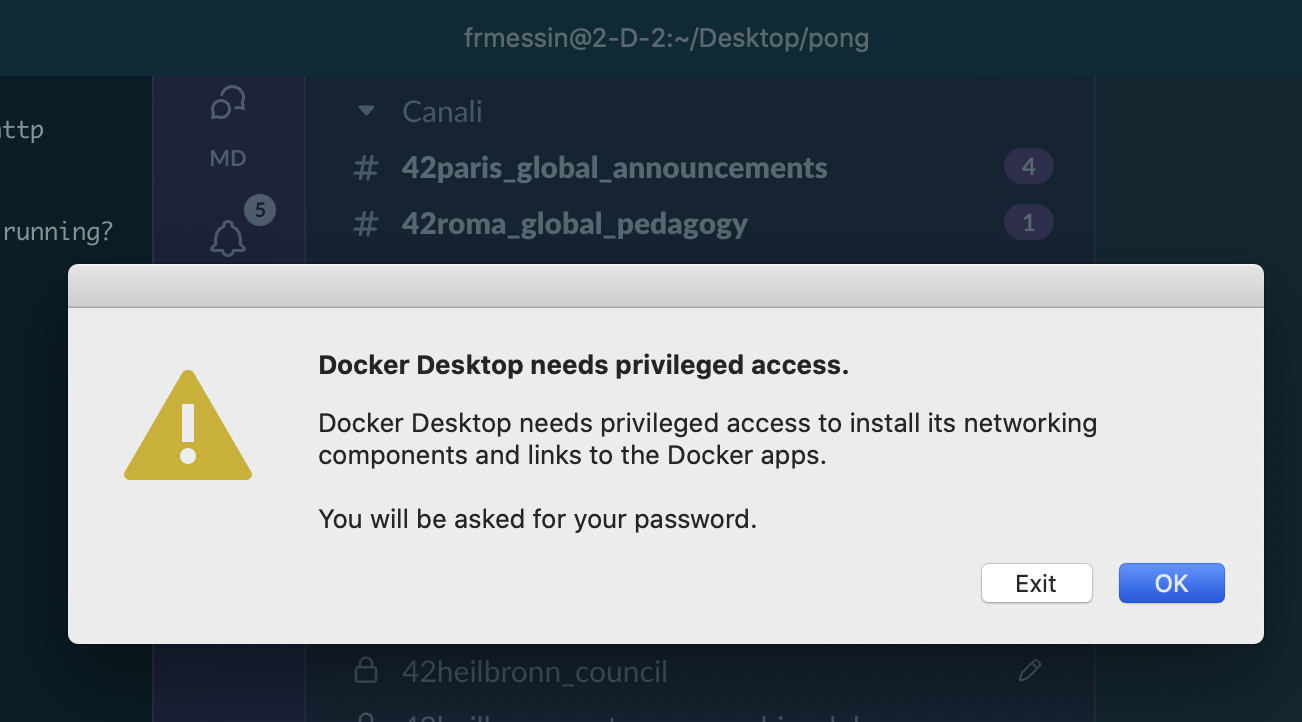 frmessin@2-D-2:~/Desktop/pong
Canali
ttp
MD
# 42paris_global_announcements 4
5
# 42roma_global_pedagogy 1
running?
Docker Desktop needs privileged access.
Docker Desktop needs privileged access to install its networking
components and links to the Docker apps.
You will be asked for your password.
Exit
OK
42heilbronn_council